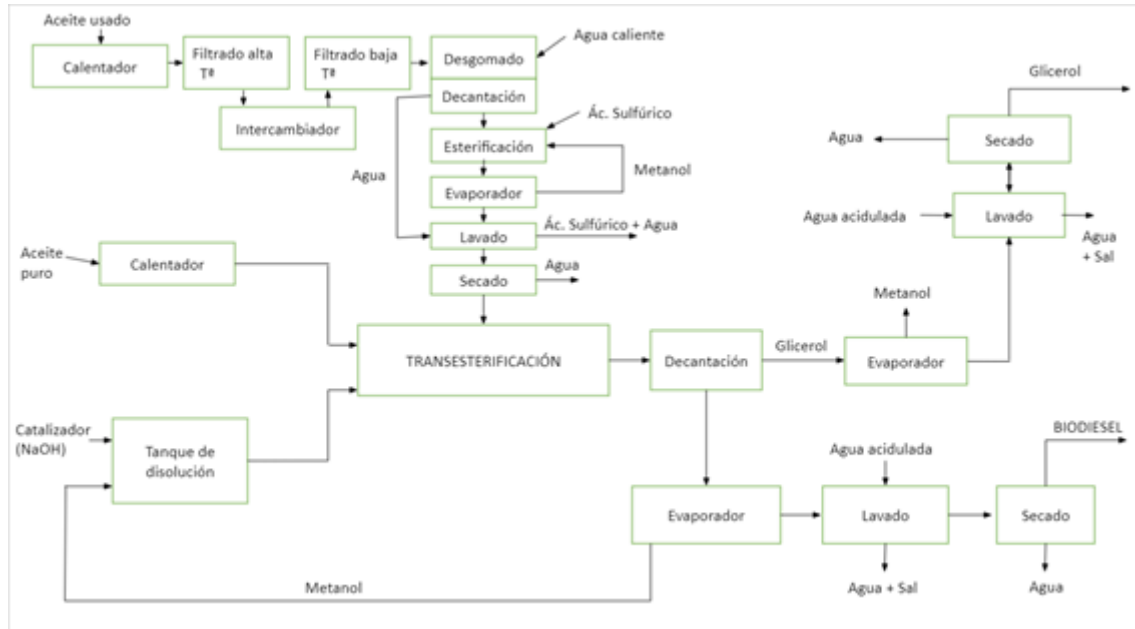 Aceite usado
Calentador
Filtrado alta
Tª
Intercambiador
Filtrado baja
Tª
Desgomado
Agua caliente
Decantación
Ác. Sulfúrico
Esterificación
Metanol
Agua
Evaporador
Lavado
Ác. Sulfúrico + Agua
Secado
Agua
Aceite
puro
Calentador
TRANSESTERIFICACIÓN
Catalizador
(NaOH)
Tanque de
disolución
Decantación
Glicerol
Evaporador
Metanol
Agua acidulada
Lavado
Agua
+ Sal
Secado
Agua
Glicerol
Evaporador
Metanol
Agua acidulada
Lavado
Agua + Sal
Secado
Agua
BIODIESEL